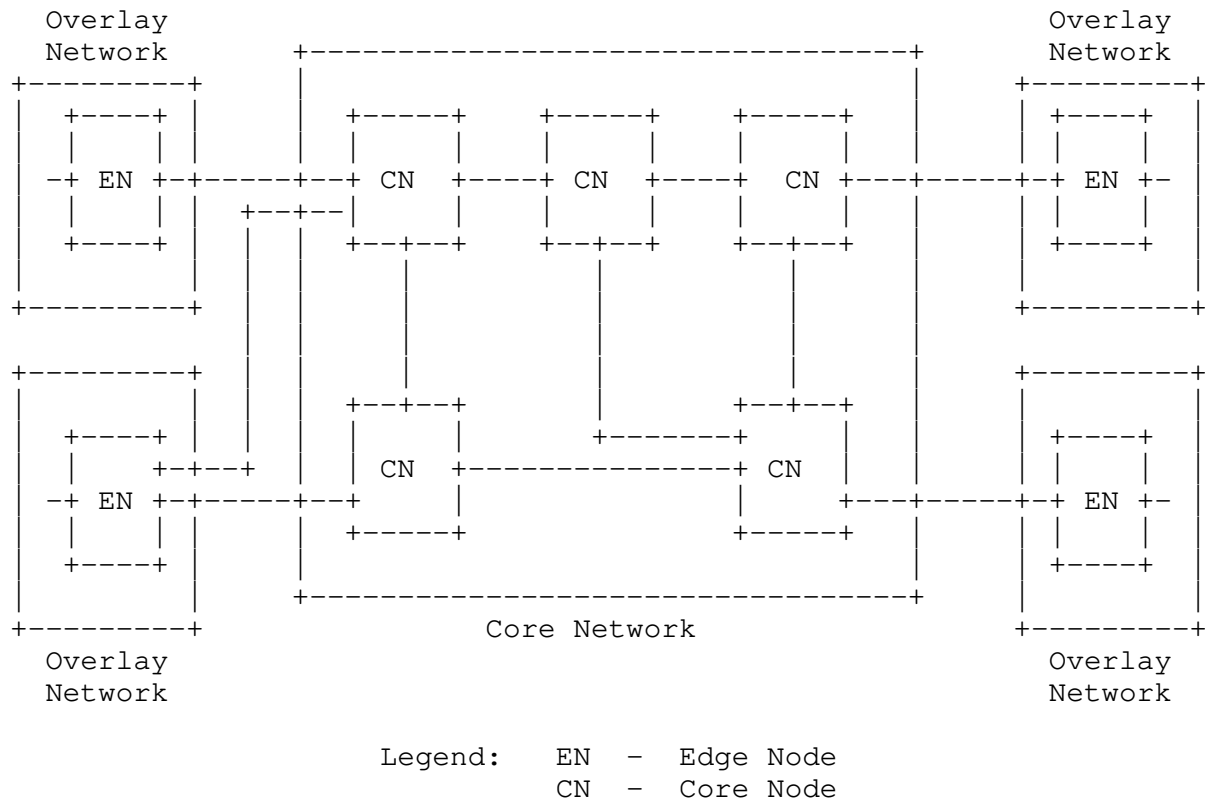 Overlay Overlay
Network Network
EN CN CN CN EN
CN CN
EN EN
Core Network
Overlay Overlay
Network Network
Legend: EN - Edge Node
CN - Core Node